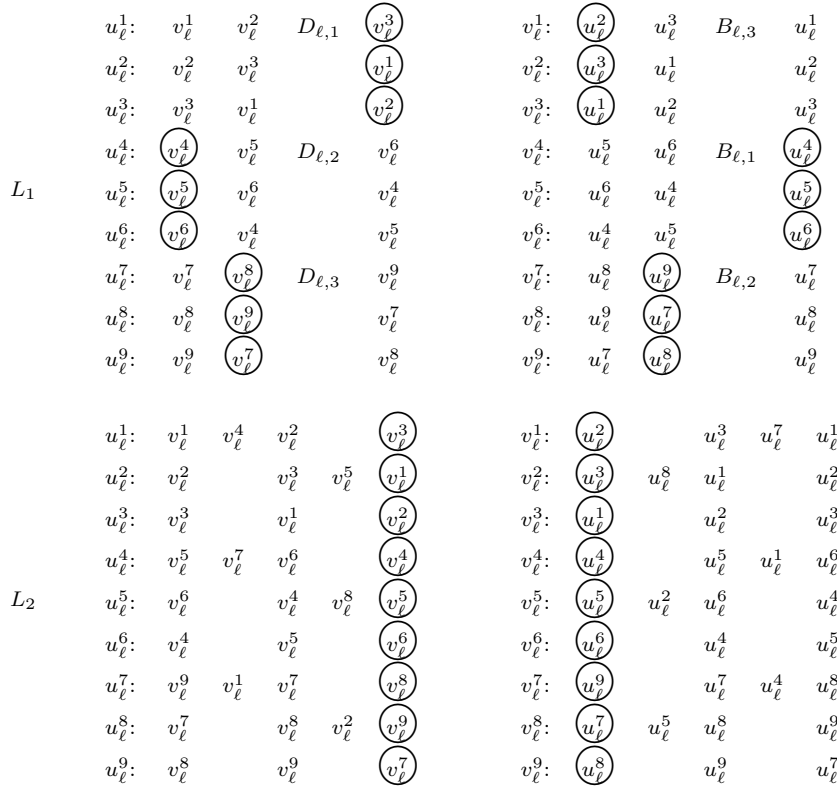 u_ℓ^1: v_ℓ^1 v_ℓ^2 D_{ℓ,1} v_ℓ^3 v_ℓ^1: u_ℓ^2 u_ℓ^3 B_{ℓ,3} u_ℓ^1
u_ℓ^2: v_ℓ^2 v_ℓ^3 v_ℓ^1 v_ℓ^2: u_ℓ^3 u_ℓ^1 u_ℓ^2
u_ℓ^3: v_ℓ^3 v_ℓ^1 v_ℓ^2 v_ℓ^3: u_ℓ^1 u_ℓ^2 u_ℓ^3
u_ℓ^4: v_ℓ^4 v_ℓ^5 D_{ℓ,2} v_ℓ^6 v_ℓ^4: u_ℓ^5 u_ℓ^6 B_{ℓ,1} u_ℓ^4
L_1 u_ℓ^5: v_ℓ^5 v_ℓ^6 v_ℓ^4 v_ℓ^5: u_ℓ^6 u_ℓ^4 u_ℓ^5
u_ℓ^6: v_ℓ^6 v_ℓ^4 v_ℓ^5 v_ℓ^6: u_ℓ^4 u_ℓ^5 u_ℓ^6
u_ℓ^7: v_ℓ^7 v_ℓ^8 D_{ℓ,3} v_ℓ^9 v_ℓ^7: u_ℓ^8 u_ℓ^9 B_{ℓ,2} u_ℓ^7
u_ℓ^8: v_ℓ^8 v_ℓ^9 v_ℓ^7 v_ℓ^8: u_ℓ^9 u_ℓ^7 u_ℓ^8
u_ℓ^9: v_ℓ^9 v_ℓ^7 v_ℓ^8 v_ℓ^9: u_ℓ^7 u_ℓ^8 u_ℓ^9
u_ℓ^1: v_ℓ^1 v_ℓ^4 v_ℓ^2 v_ℓ^3 v_ℓ^1: u_ℓ^2 u_ℓ^3 u_ℓ^7 u_ℓ^1
u_ℓ^2: v_ℓ^2 v_ℓ^3 v_ℓ^5 v_ℓ^1 v_ℓ^2: u_ℓ^3 u_ℓ^8 u_ℓ^1 u_ℓ^2
u_ℓ^3: v_ℓ^3 v_ℓ^1 v_ℓ^2 v_ℓ^3: u_ℓ^1 u_ℓ^2 u_ℓ^3
u_ℓ^4: v_ℓ^5 v_ℓ^7 v_ℓ^6 v_ℓ^4 v_ℓ^4: u_ℓ^4 u_ℓ^5 u_ℓ^1 u_ℓ^6
L_2 u_ℓ^5: v_ℓ^6 v_ℓ^4 v_ℓ^8 v_ℓ^5 v_ℓ^5: u_ℓ^5 u_ℓ^2 u_ℓ^6 u_ℓ^4
u_ℓ^6: v_ℓ^4 v_ℓ^5 v_ℓ^6 v_ℓ^6: u_ℓ^6 u_ℓ^4 u_ℓ^5
u_ℓ^7: v_ℓ^9 v_ℓ^1 v_ℓ^7 v_ℓ^8 v_ℓ^7: u_ℓ^9 u_ℓ^7 u_ℓ^4 u_ℓ^8
u_ℓ^8: v_ℓ^7 v_ℓ^8 v_ℓ^2 v_ℓ^9 v_ℓ^8: u_ℓ^7 u_ℓ^5 u_ℓ^8 u_ℓ^9
u_ℓ^9: v_ℓ^8 v_ℓ^9 v_ℓ^7 v_ℓ^9: u_ℓ^8 u_ℓ^9 u_ℓ^7